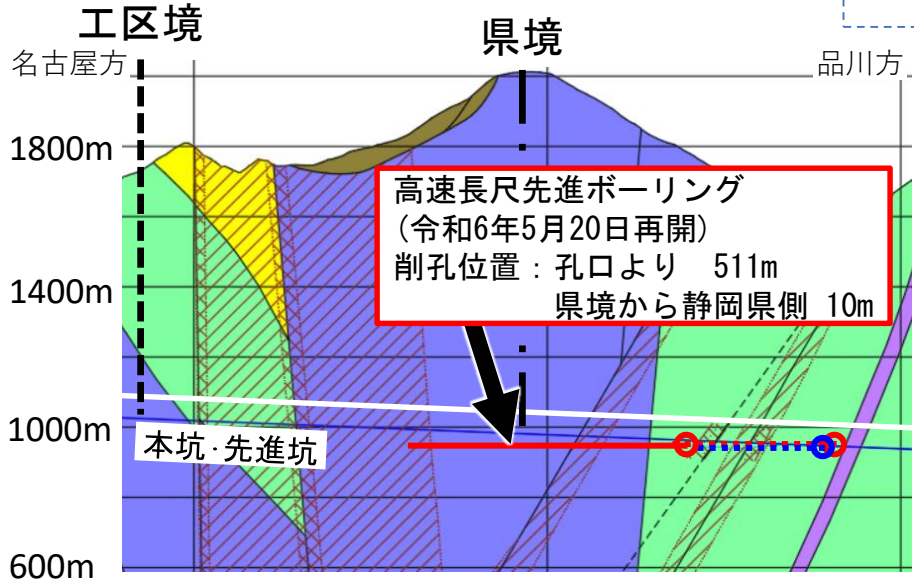 工区境
県境
名古屋方
品川方
1800m
高速長尺先進ボーリング
(令和6年5月20日再開)
削孔位置：孔口より　511m
県境から静岡県側 10m
1400m
1000m
本坑・先進坑
600m